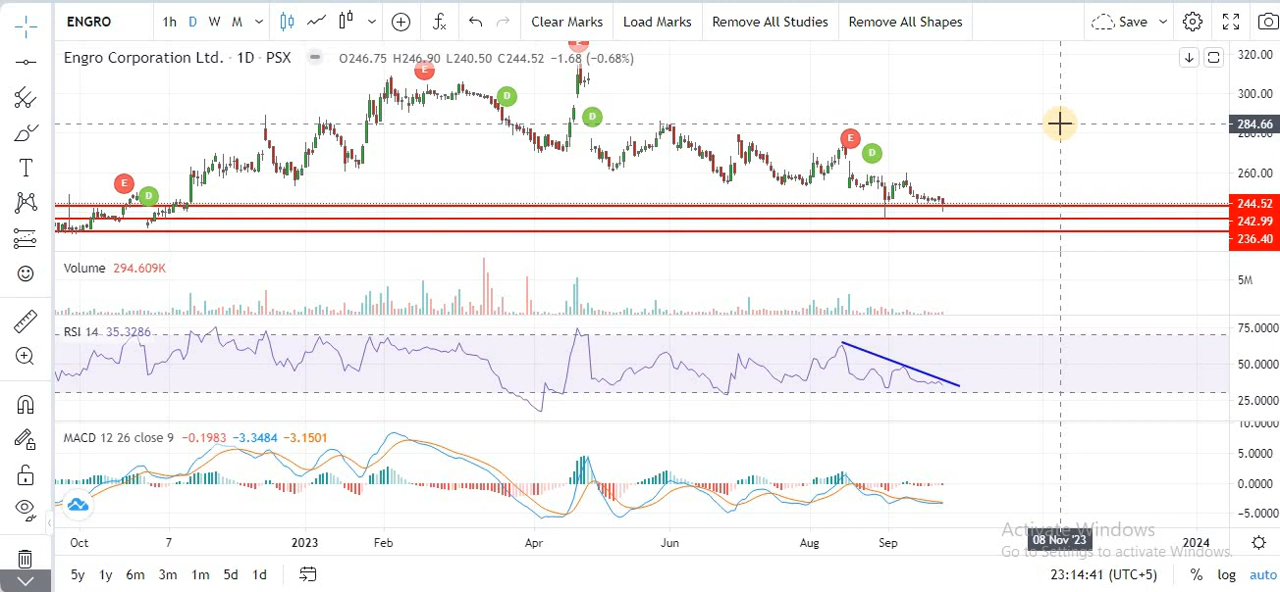 ENGRO 1h D W M Clear Marks Load Marks Remove All Studies Remove All Shapes Save
Engro Corporation Ltd. · 1D · PSX O246.75 H246.90 L240.50 C244.52 −1.68 (−0.68%)
320.00
E
E
300.00
D
D
284.66
280.00
E
D
260.00
E
D
244.52
242.99
236.40
Volume 294.609K
5M
RSI 14 35.3286
75.0000
50.0000
25.0000
MACD 12 26 close 9 −0.1983 −3.3484 −3.1501
10.0000
5.0000
0.0000
−5.0000
Activate Windows
Go to Settings to activate Windows.
Oct 7 2023 Feb Apr Jun Aug Sep 08 Nov '23 2024
5y 1y 6m 3m 1m 5d 1d 23:14:41 (UTC+5) % log auto